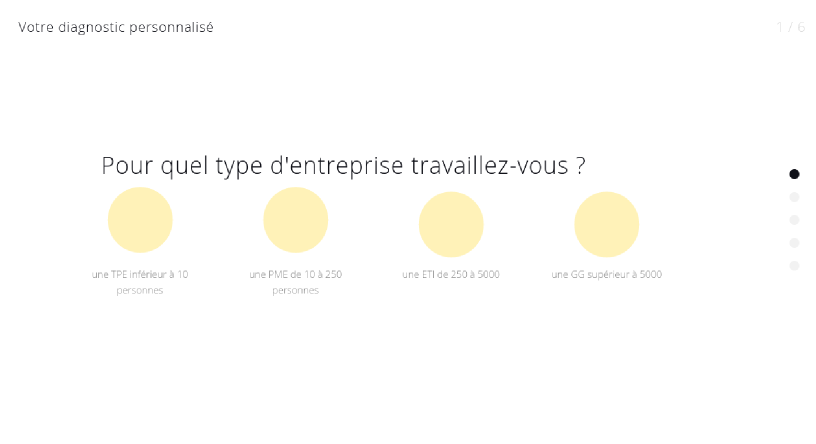 Votre diagnostic personnalisé
1 / 6
Pour quel type d'entreprise travaillez-vous ?
une TPE inférieur à 10
personnes
une PME de 10 à 250
personnes
une ETI de 250 à 5000
une GG supérieur à 5000